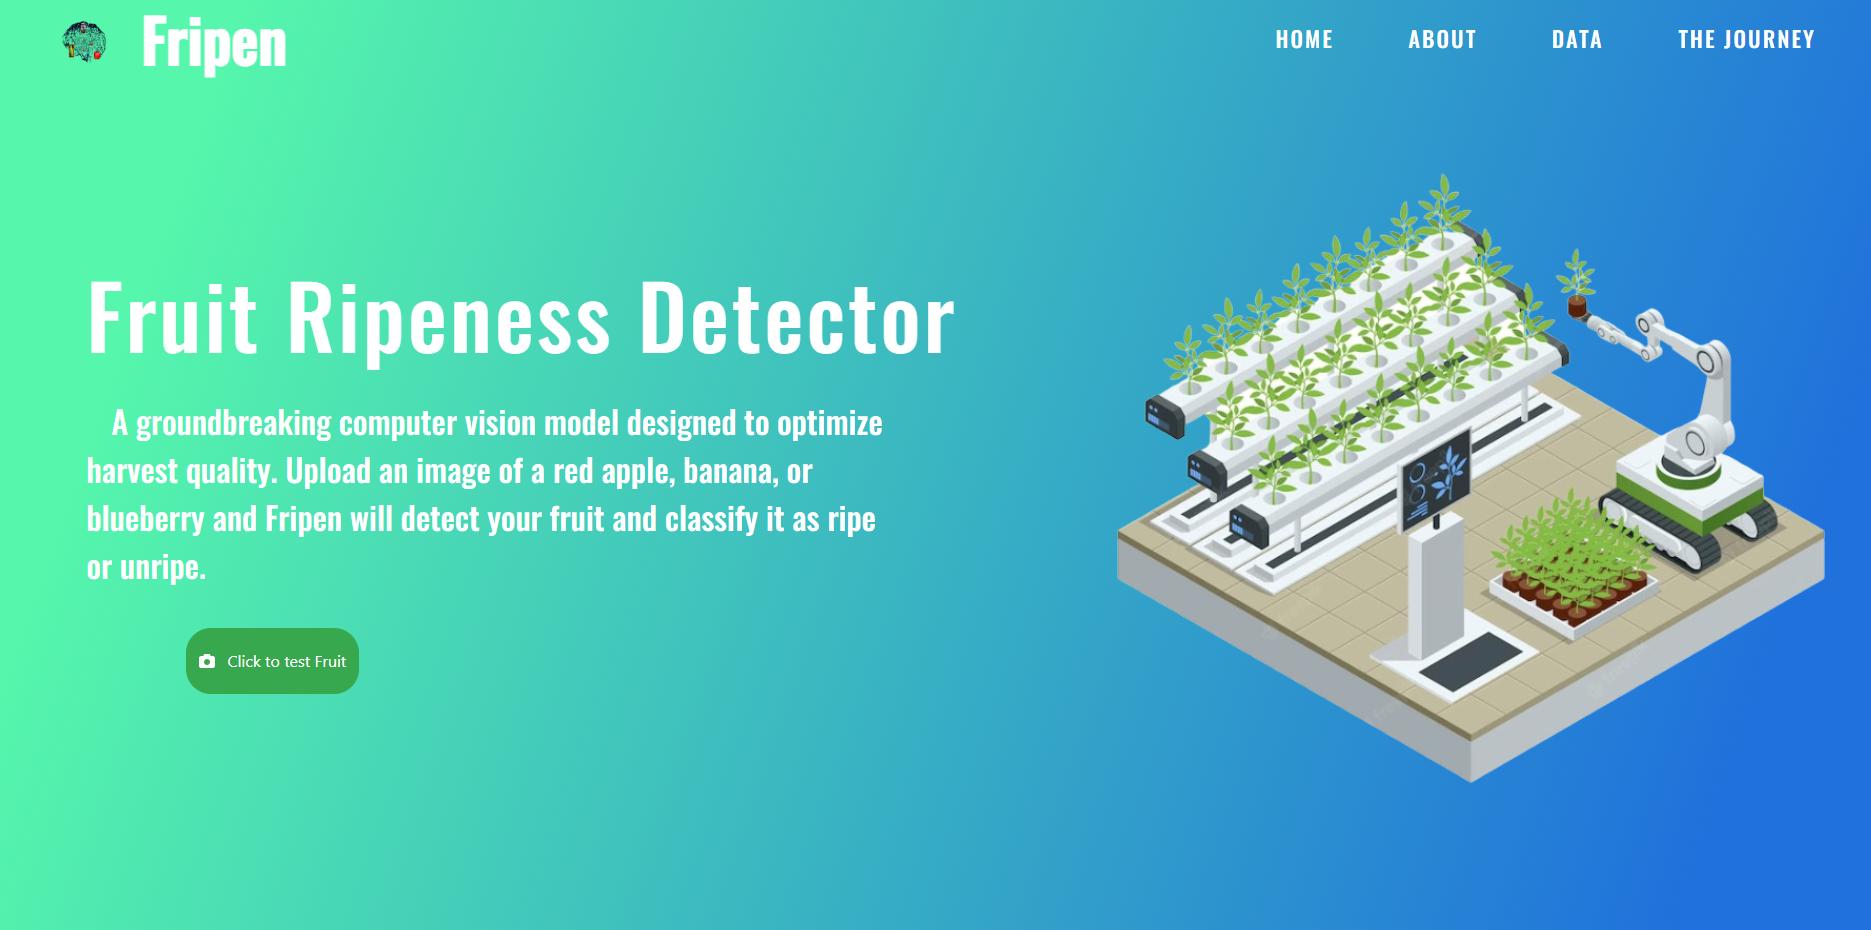 Fripen
HOME ABOUT DATA THE JOURNEY
Fruit Ripeness Detector
A groundbreaking computer vision model designed to optimize
harvest quality. Upload an image of a red apple, banana, or
blueberry and Fripen will detect your fruit and classify it as ripe
or unripe.
Click to test Fruit